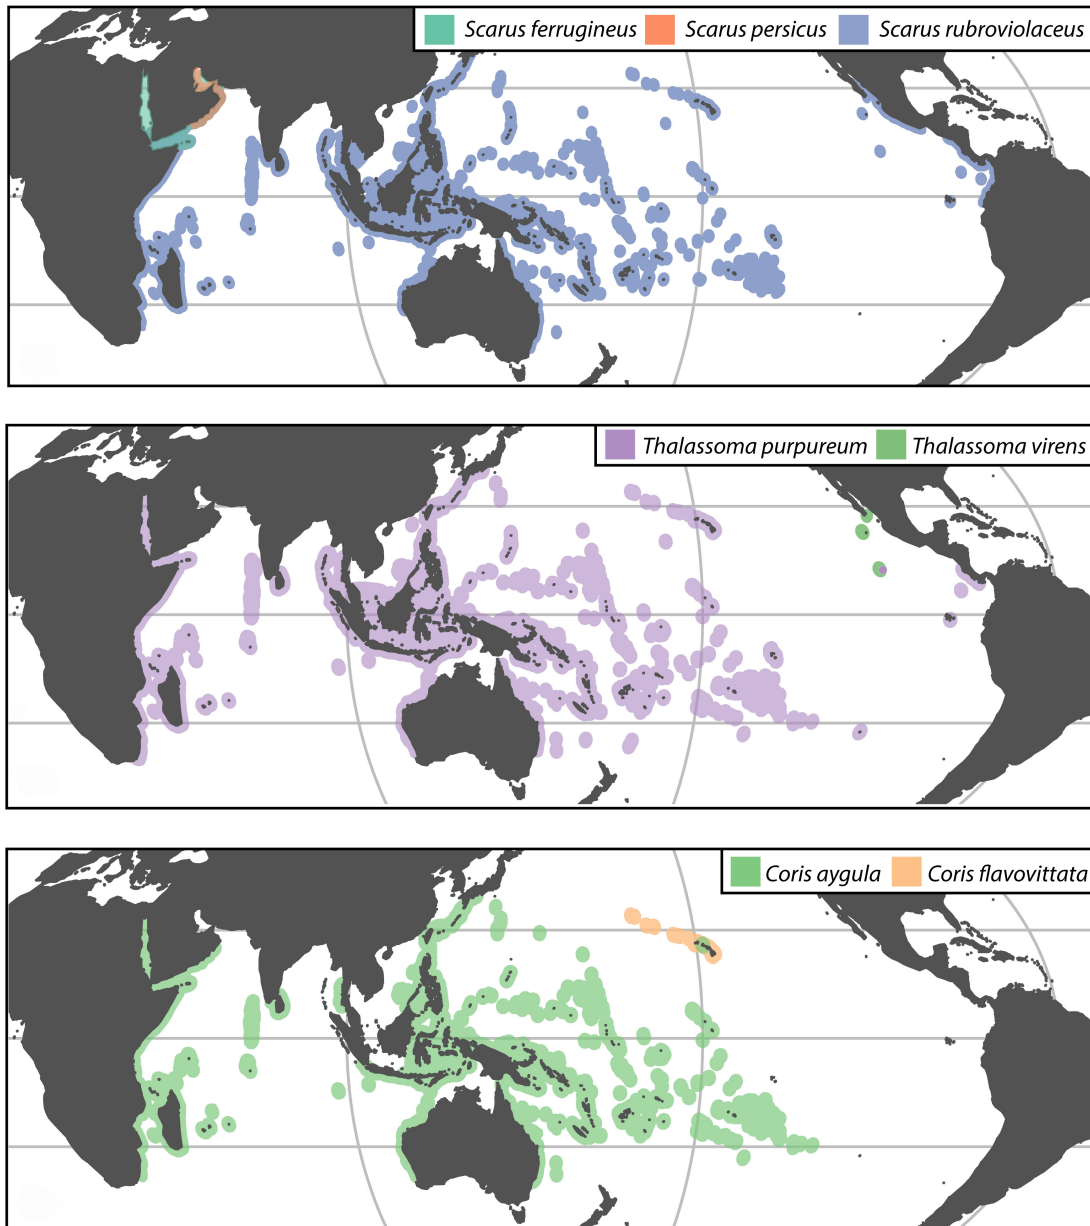 Scarus ferrugineus Scarus persicus Scarus rubroviolaceus
Thalassoma purpureum Thalassoma virens
Coris aygula Coris flavovittata